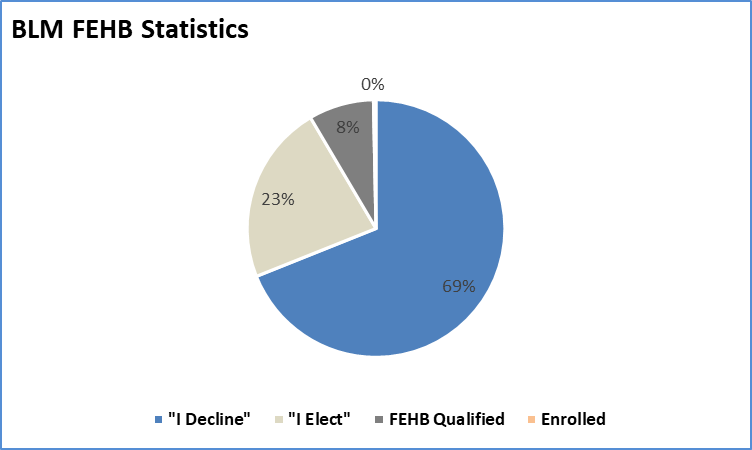 BLM FEHB Statistics
0%
8%
23%
69%
"I Decline" "I Elect" FEHB Qualified Enrolled